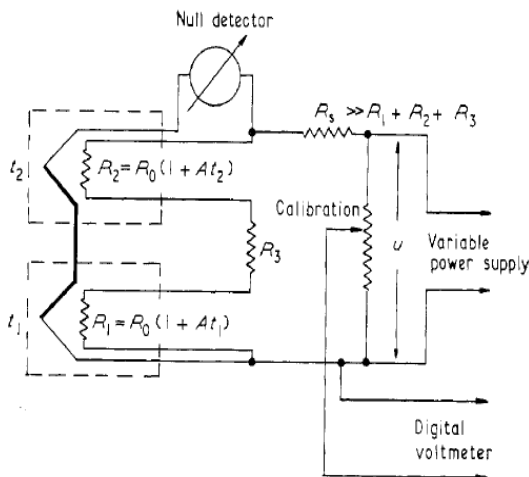 Null detector
R_s ≫ R_1 + R_2 + R_3
t_2
R_2=R_0(1+At_2)
Calibration
u
R_3
Variable
power supply
t_1
R_1=R_0(1+At_1)
Digital
voltmeter